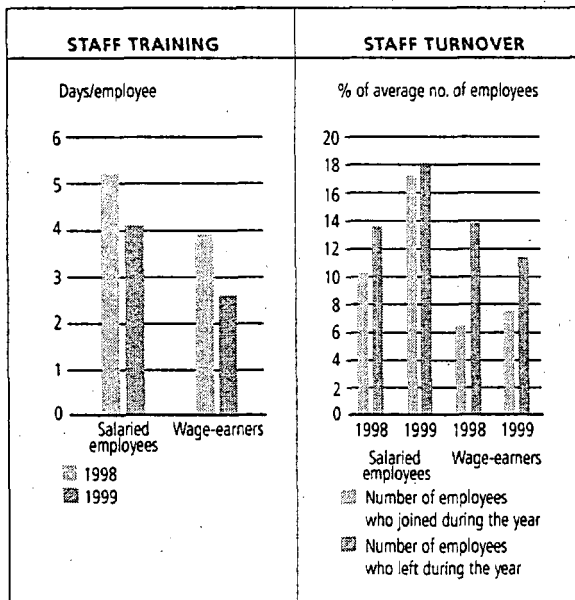 STAFF TRAINING
Days/employee
6
5
4
3
2
1
0
Salaried
employees
Wage-earners
1998
1999
STAFF TURNOVER
% of average no. of employees
20
18
16
14
12
10
8
6
4
2
0
1998 1999 1998 1999
Salaried
employees
Wage-earners
Number of employees
who joined during the year
Number of employees
who left during the year